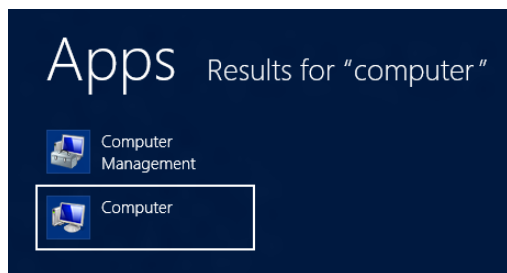 Apps Results for “computer”
Computer
Management
Computer